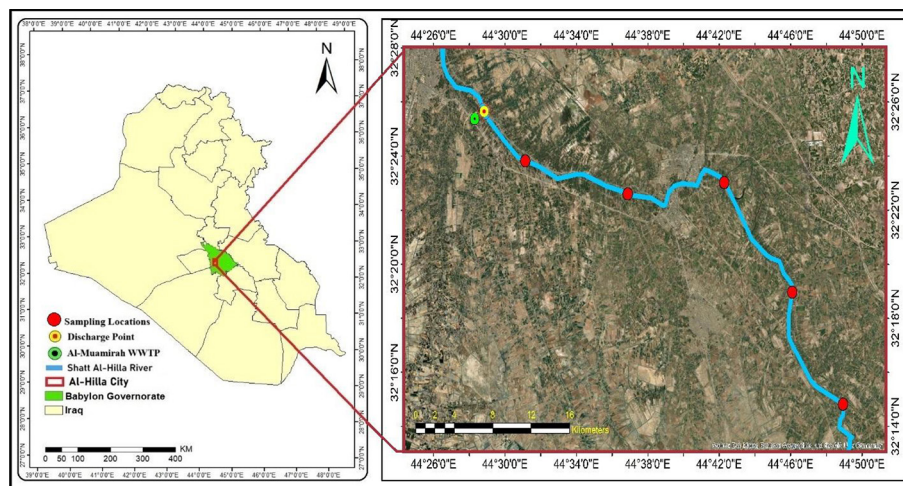 38°0'0"E 39°0'0"E 40°0'0"E 41°0'0"E 42°0'0"E 43°0'0"E 44°0'0"E 45°0'0"E 46°0'0"E 47°0'0"E 48°0'0"E 49°0'0"E
N
Sampling Locations
Discharge Point
Al-Muamirah WWTP
Shatt Al-Hilla River
Al-Hilla City
Babylon Governorate
Iraq
KM
0 50 100 200 300 400
39°0'0"E 40°0'0"E 41°0'0"E 42°0'0"E 43°0'0"E 44°0'0"E 45°0'0"E 46°0'0"E 47°0'0"E 48°0'0"E 49°0'0"E
44°26'0"E 44°30'0"E 44°34'0"E 44°38'0"E 44°42'0"E 44°46'0"E 44°50'0"E
32°28'0"N
32°24'0"N
32°20'0"N
32°16'0"N
N
32°26'0"N
32°22'0"N
32°18'0"N
32°14'0"N
0 2 4 8 12 16
Kilometers
44°26'0"E 44°30'0"E 44°34'0"E 44°38'0"E 44°42'0"E 44°46'0"E 44°50'0"E